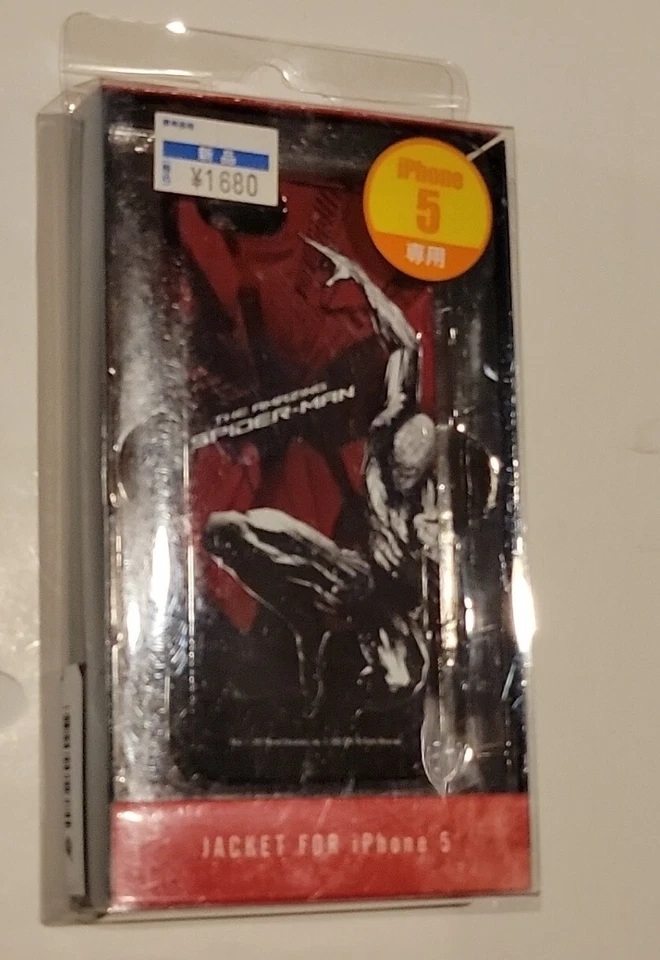 新品
¥1680
iPhone
5
専用
THE AMAZING
SPIDER-MAN
JACKET FOR iPhone 5